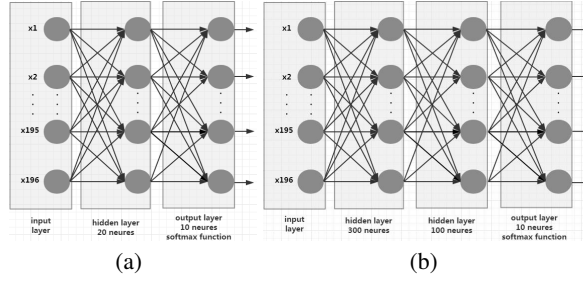 x1
x2
x195
x196
input
layer
hidden layer
20 neures
output layer
10 neures
softmax function
(a)
x1
x2
x195
x196
input
layer
hidden layer
300 neures
hidden layer
100 neures
output layer
10 neures
softmax function
(b)